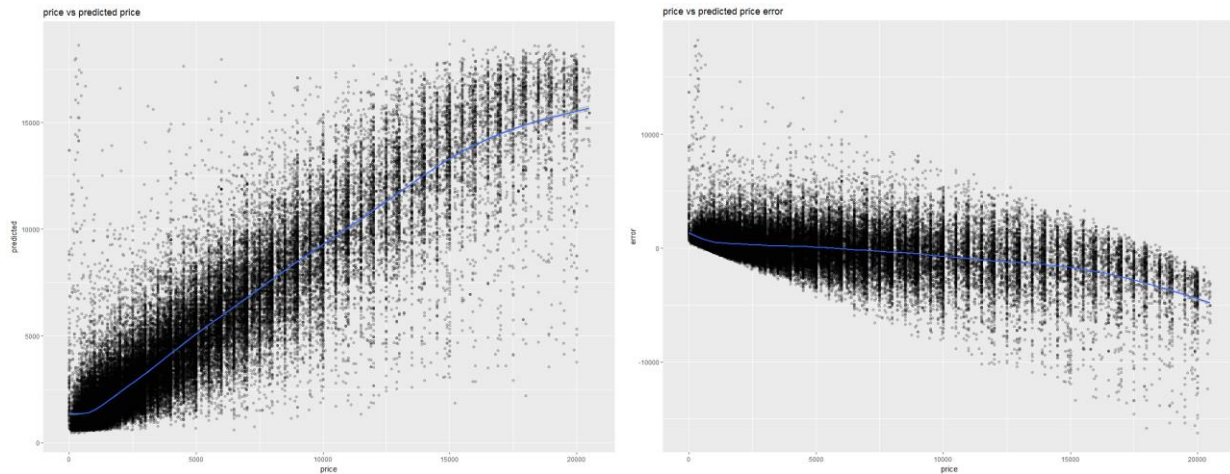 price vs predicted price
predicted
15000
10000
5000
0
0 5000 10000 15000 20000
price
price vs predicted price error
error
10000
0
-10000
0 5000 10000 15000 20000
price